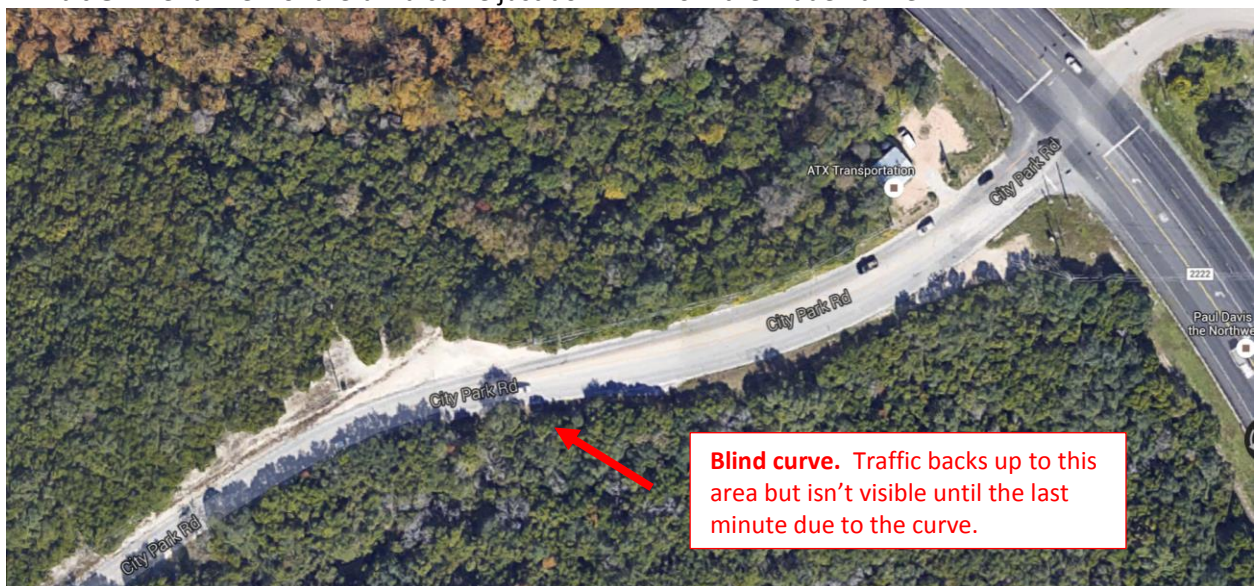 ATX Transportation
City Park Rd
City Park Rd
2222
Paul Davis
the Northwe
City Park Rd
City Park Rd
Blind curve. Traffic backs up to this
area but isn't visible until the last
minute due to the curve.